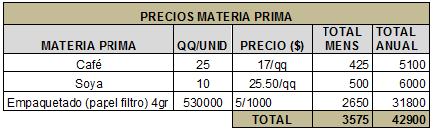 PRECIOS MATERIA PRIMA
MATERIA PRIMA QQ/UNID PRECIO ($) TOTAL MENS TOTAL ANUAL
Café 25 17/qq 425 5100
Soya 10 25.50/qq 500 6000
Empaquetado (papel filtro) 4gr 530000 5/1000 2650 31800
TOTAL 3575 42900